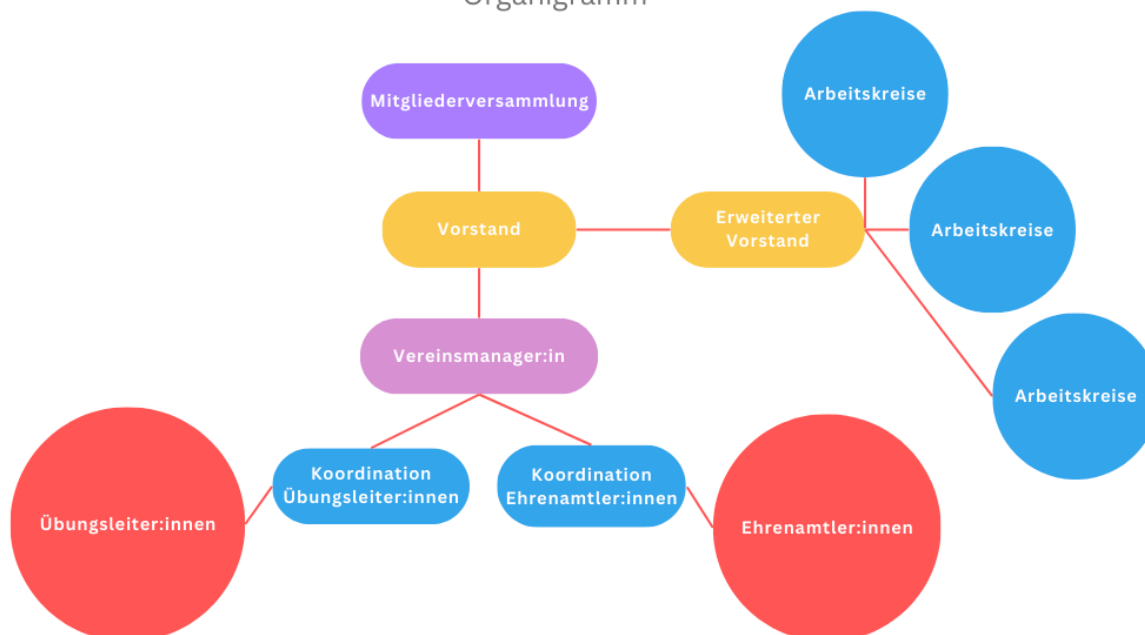 Organigramm
Arbeitskreise
Mitgliederversammlung
Vorstand
Erweiterter
Vorstand
Arbeitskreise
Vereinsmanager:in
Arbeitskreise
Koordination
Übungsleiter:innen
Koordination
Ehrenamtler:innen
Übungsleiter:innen
Ehrenamtler:innen